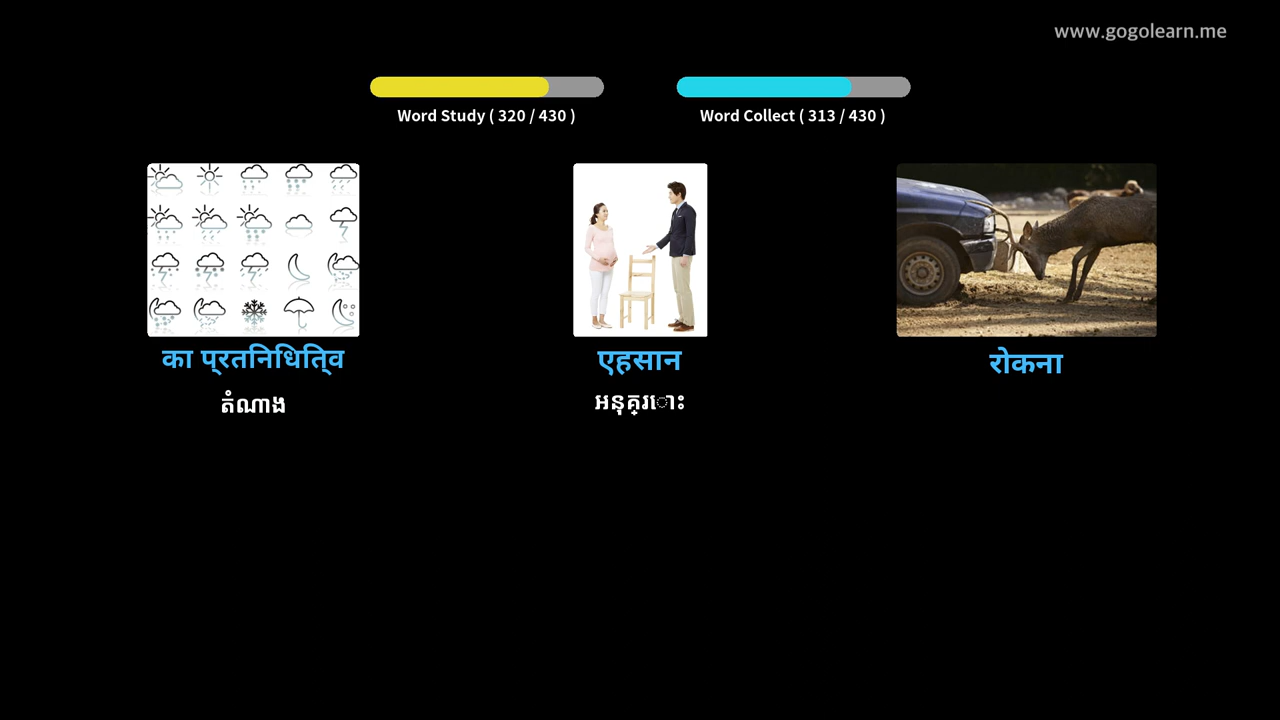 www.gogolearn.me
Word Study ( 320 / 430 )
Word Collect ( 313 / 430 )
का प्रतिनिधित्वि
एहसान
रोकना
តំណាង
អនុគ្រោះ